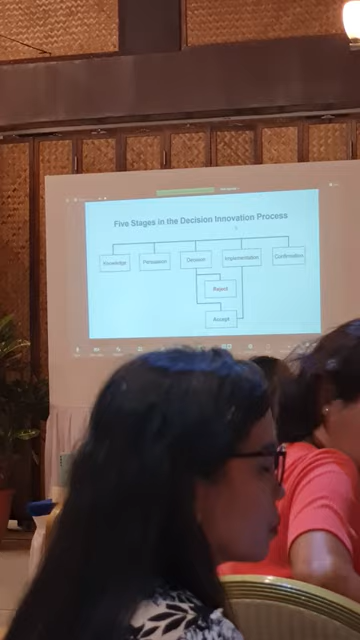 Five Stages in the Decision Innovation Process
Knowledge
Persuasion
Decision
Implementation
Confirmation
Reject
Accept